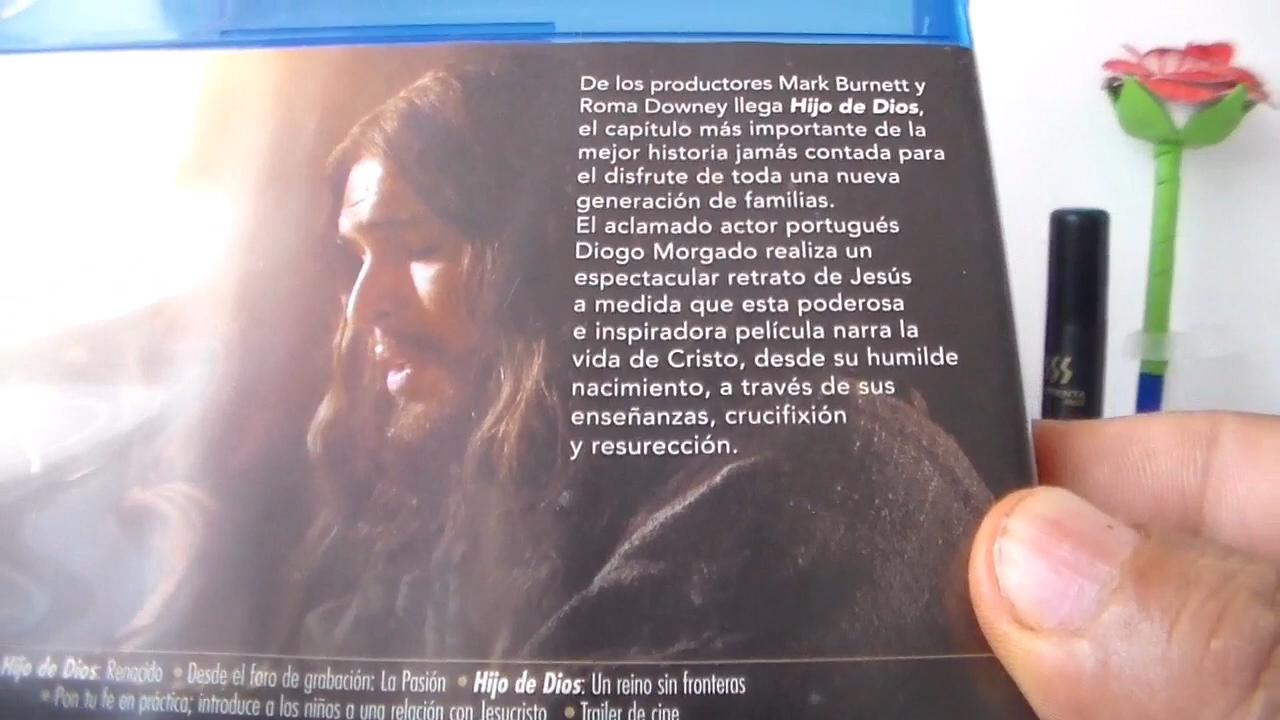 De los productores Mark Burnett y
Roma Downey llega Hijo de Dios,
el capítulo más importante de la
mejor historia jamás contada para
el disfrute de toda una nueva
generación de familias.
El aclamado actor portugués
Diogo Morgado realiza un
espectacular retrato de Jesús
a medida que esta poderosa
e inspiradora película narra la
vida de Cristo, desde su humilde
nacimiento, a través de sus
enseñanzas, crucifixión
y resurección.
Hijo de Dios: Renacido • Desde el foro de grabación: La Pasión • Hijo de Dios: Un reino sin fronteras
• Pon tu fe en práctica; introduce a los niños a una relación con Jesucristo • Trailer de cine